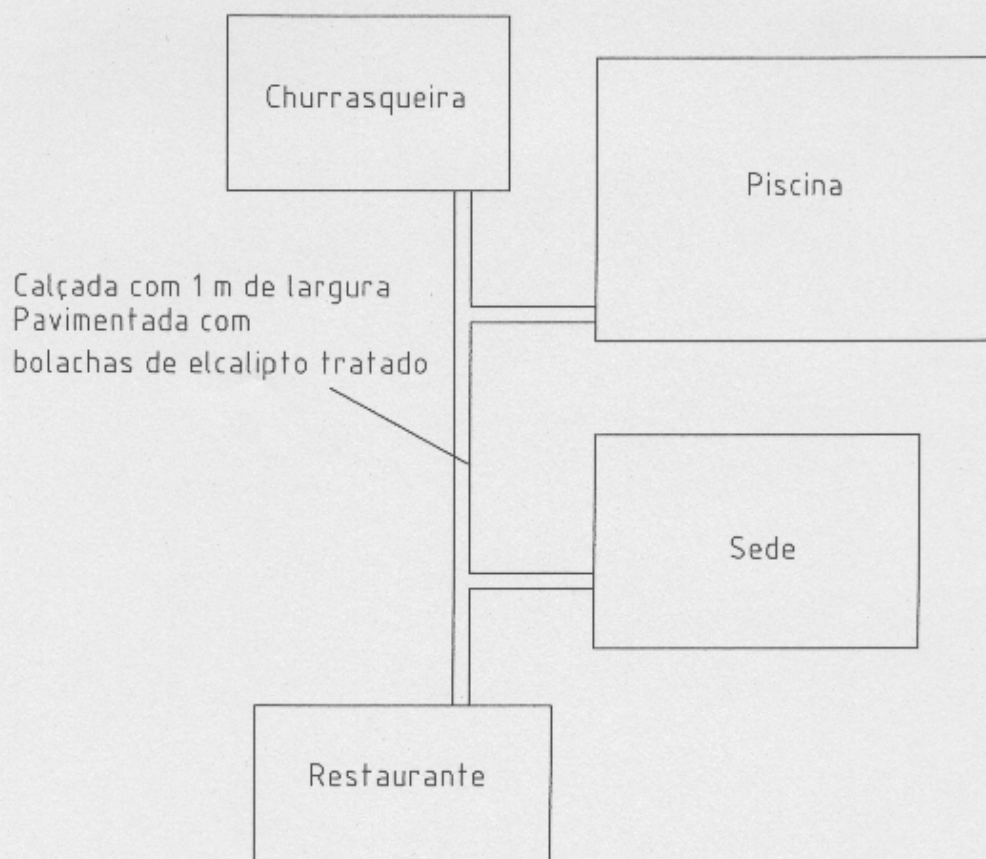 Churrasqueira
Piscina
Calçada com 1 m de largura
Pavimentada com
bolachas de elcalipto tratado
Sede
Restaurante